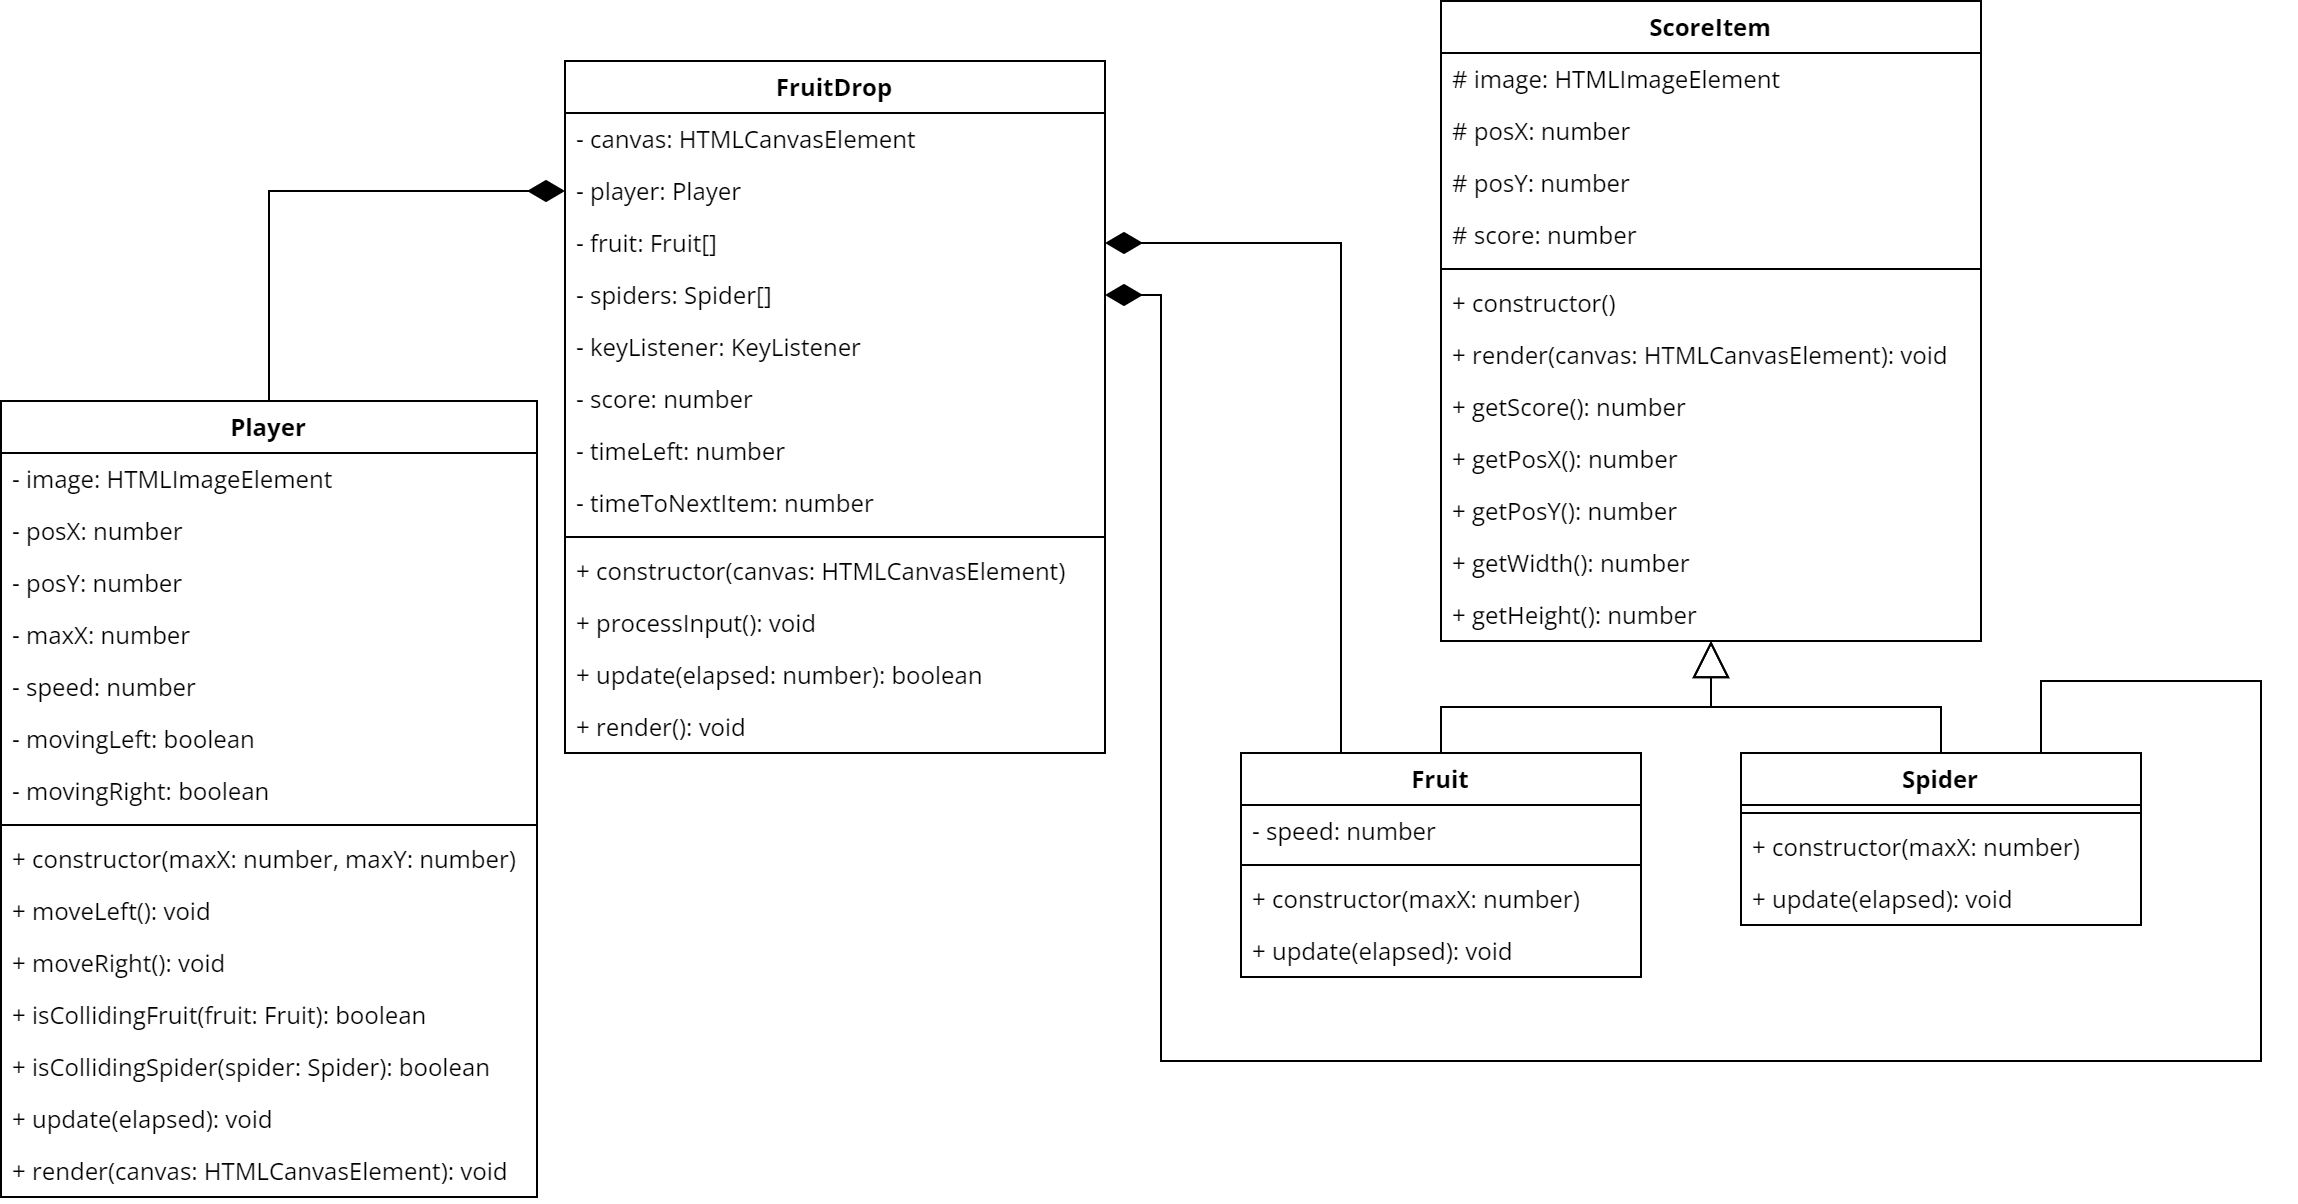 FruitDrop
- canvas: HTMLCanvasElement
- player: Player
- fruit: Fruit[]
- spiders: Spider[]
- keyListener: KeyListener
- score: number
- timeLeft: number
- timeToNextItem: number
+ constructor(canvas: HTMLCanvasElement)
+ processInput(): void
+ update(elapsed: number): boolean
+ render(): void
ScoreItem
# image: HTMLImageElement
# posX: number
# posY: number
# score: number
+ constructor()
+ render(canvas: HTMLCanvasElement): void
+ getScore(): number
+ getPosX(): number
+ getPosY(): number
+ getWidth(): number
+ getHeight(): number
Player
- image: HTMLImageElement
- posX: number
- posY: number
- maxX: number
- speed: number
- movingLeft: boolean
- movingRight: boolean
+ constructor(maxX: number, maxY: number)
+ moveLeft(): void
+ moveRight(): void
+ isCollidingFruit(fruit: Fruit): boolean
+ isCollidingSpider(spider: Spider): boolean
+ update(elapsed): void
+ render(canvas: HTMLCanvasElement): void
Fruit
- speed: number
+ constructor(maxX: number)
+ update(elapsed): void
Spider
+ constructor(maxX: number)
+ update(elapsed): void